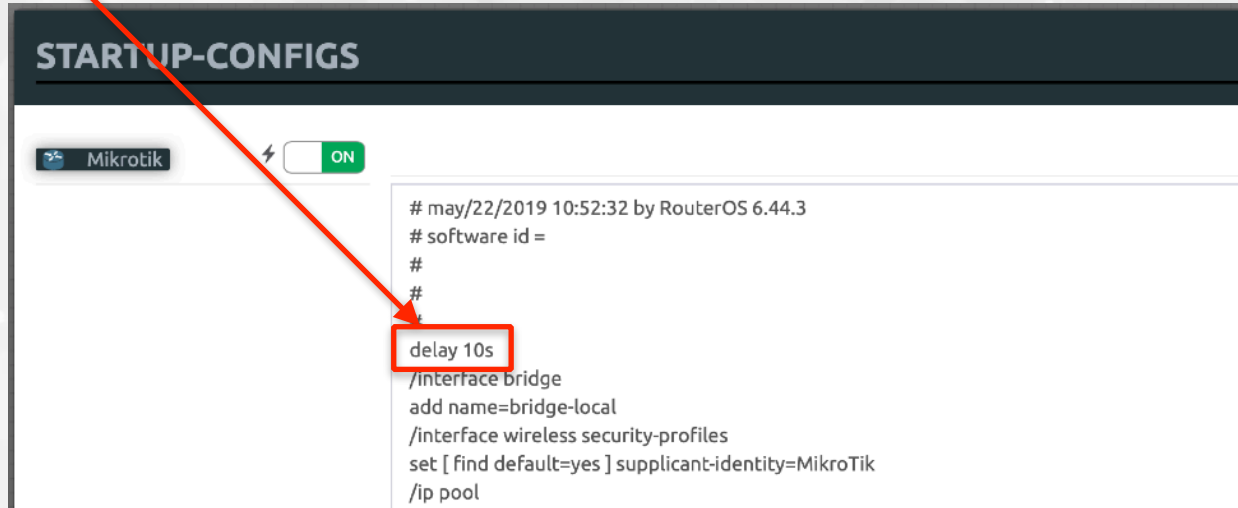 STARTUP-CONFIGS
Mikrotik
ON
# may/22/2019 10:52:32 by RouterOS 6.44.3
# software id =
#
#
#
delay 10s
/interface bridge
add name=bridge-local
/interface wireless security-profiles
set [ find default=yes ] supplicant-identity=MikroTik
/ip pool